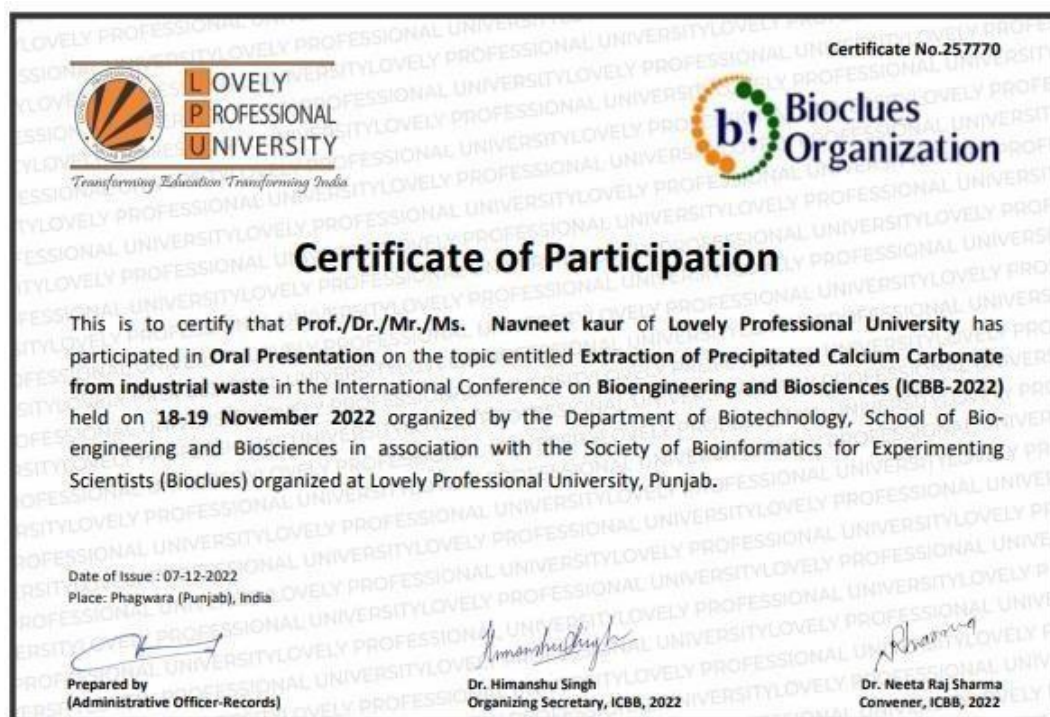 Certificate No.257770
LOVELY
PROFESSIONAL
UNIVERSITY
Transforming Education Transforming India
b! Bioclues
Organization
Certificate of Participation
This is to certify that Prof./Dr./Mr./Ms. Navneet kaur of Lovely Professional University has
participated in Oral Presentation on the topic entitled Extraction of Precipitated Calcium Carbonate
from industrial waste in the International Conference on Bioengineering and Biosciences (ICBB-2022)
held on 18-19 November 2022 organized by the Department of Biotechnology, School of Bio-
engineering and Biosciences in association with the Society of Bioinformatics for Experimenting
Scientists (Bioclues) organized at Lovely Professional University, Punjab.
Date of Issue : 07-12-2022
Place: Phagwara (Punjab), India
Prepared by
(Administrative Officer-Records)
Dr. Himanshu Singh
Organizing Secretary, ICBB, 2022
Dr. Neeta Raj Sharma
Convener, ICBB, 2022